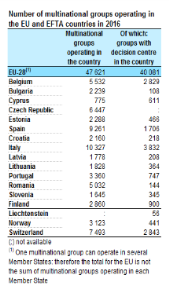 Number of multinational groups operating in
the EU and EFTA countries in 2016
Multinational groups operating in the country
Of which: groups with decision centre in the country
EU-28(1) 47 621 40 981
Belgium 5 532 2 829
Bulgaria 2 239 108
Cyprus 775 611
Czech Republic 6 447 :
Estonia 2 288 466
Spain 9 261 1 706
Croatia 2 160 218
Italy 10 327 3 832
Latvia 1 778 208
Lithuania 1 828 364
Portugal 3 360 747
Romania 5 032 144
Slovenia 1 645 345
Finland 2 860 900
Liechtenstein 56
Norway 3 123 441
Switzerland 7 493 2 843
(:) not available
(1) One multinational group can operate in several
Member States: therefore the total for the EU is not
the sum of multinational groups operating in each
Member State